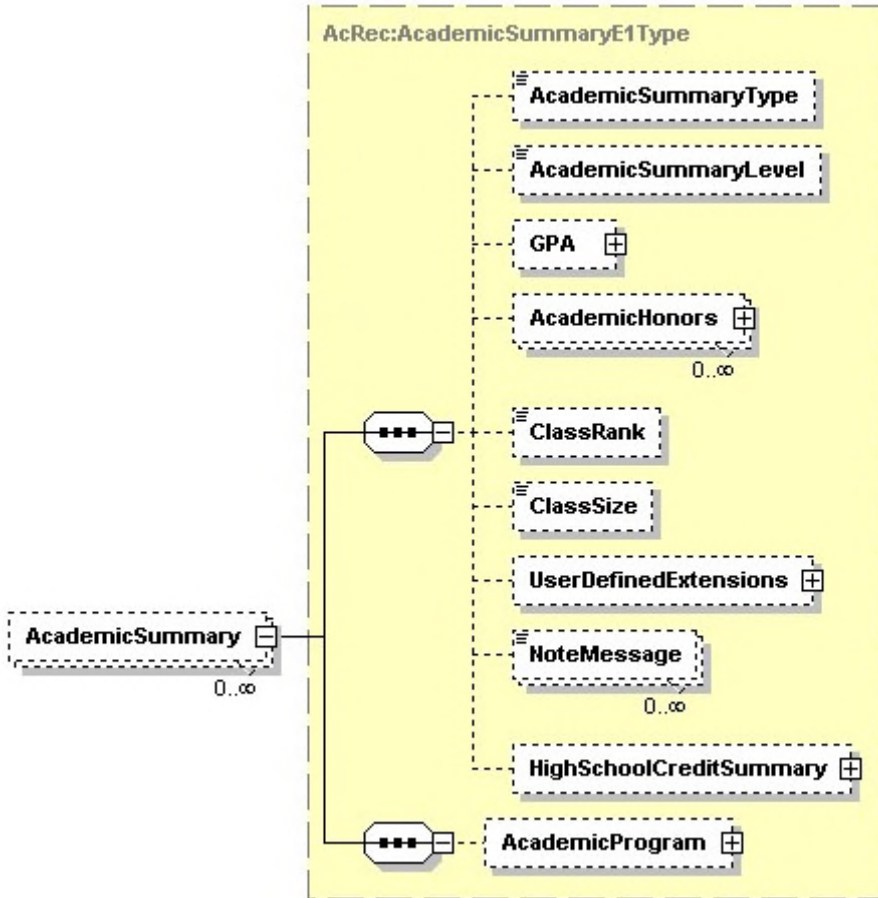 AcRec:AcademicSummaryE1Type
AcademicSummaryType
AcademicSummaryLevel
GPA
AcademicHonors
0..∞
ClassRank
ClassSize
UserDefinedExtensions
AcademicSummary
0..∞
NoteMessage
0..∞
HighSchoolCreditSummary
AcademicProgram